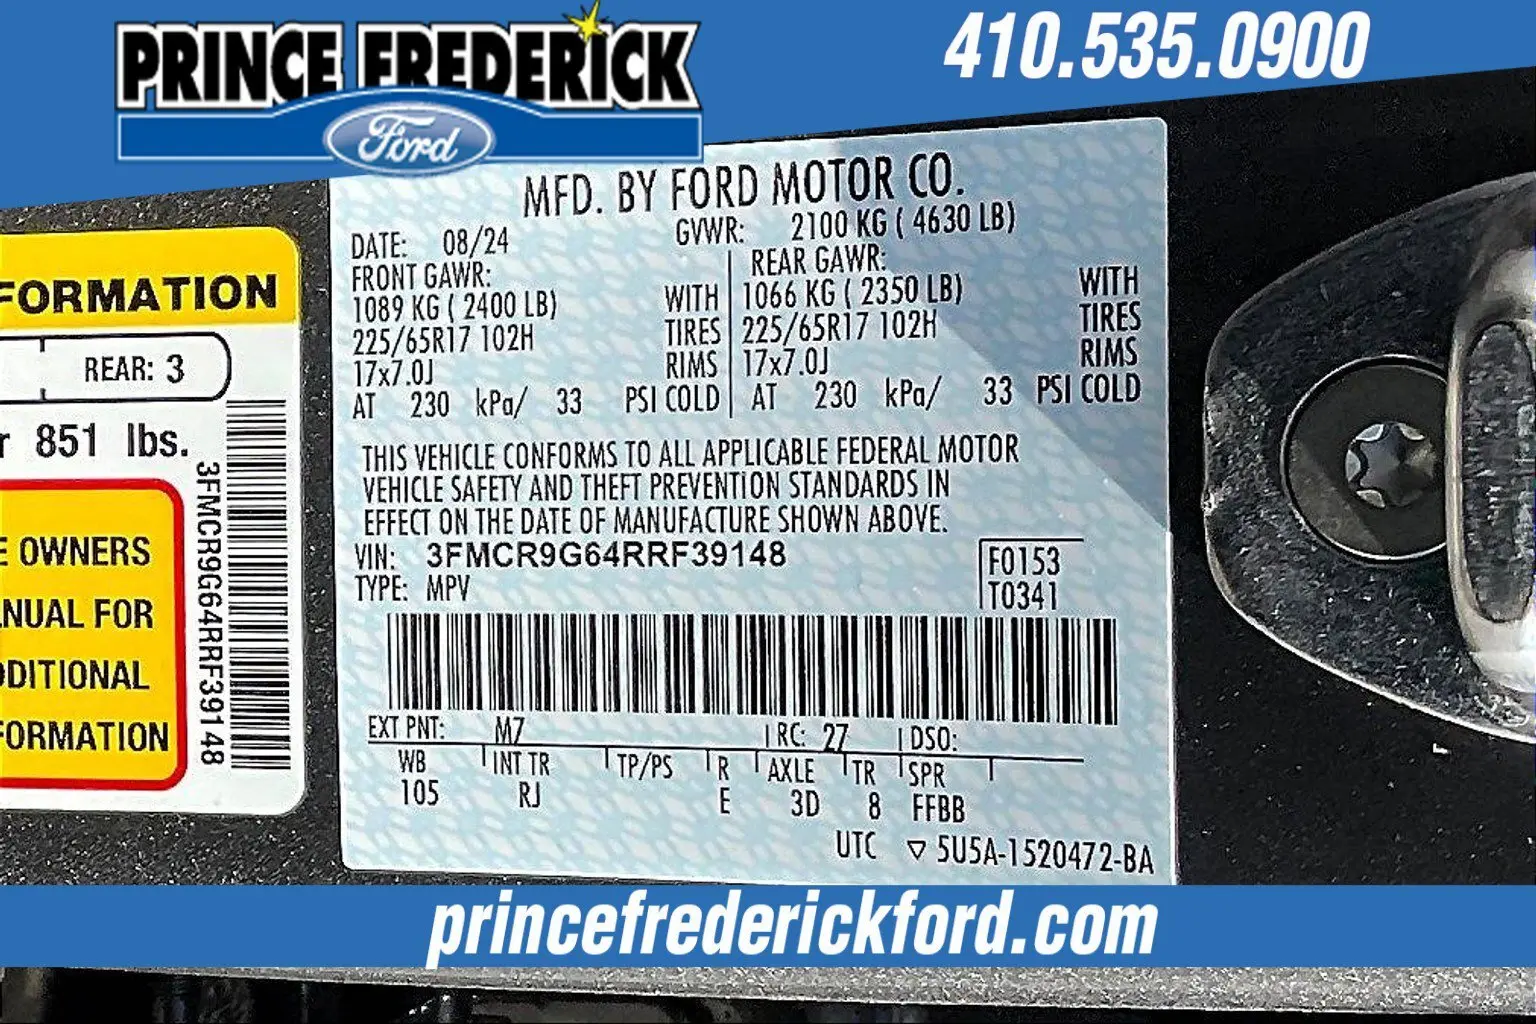 PRINCE FREDERICK
Ford
410.535.0900
FORMATION
REAR: 3
851 lbs.
E OWNERS
NUAL FOR
DDITIONAL
FORMATION
3FMCR9G64RRF39148
MFD. BY FORD MOTOR CO.
DATE: 08/24 GVWR: 2100 KG ( 4630 LB)
FRONT GAWR: REAR GAWR:
1089 KG ( 2400 LB) WITH 1066 KG ( 2350 LB) WITH
225/65R17 102H TIRES 225/65R17 102H TIRES
17x7.0J RIMS 17x7.0J RIMS
AT 230 kPa/ 33 PSI COLD AT 230 kPa/ 33 PSI COLD
THIS VEHICLE CONFORMS TO ALL APPLICABLE FEDERAL MOTOR
VEHICLE SAFETY AND THEFT PREVENTION STANDARDS IN
EFFECT ON THE DATE OF MANUFACTURE SHOWN ABOVE.
VIN: 3FMCR9G64RRF39148 F0153
TYPE: MPV T0341
EXT PNT: M7 RC: 27 DSO:
WB INT TR TP/PS R AXLE TR SPR
105 RJ E 3D 8 FFBB
UTC ▽ 5U5A-1520472-BA
princefrederickford.com